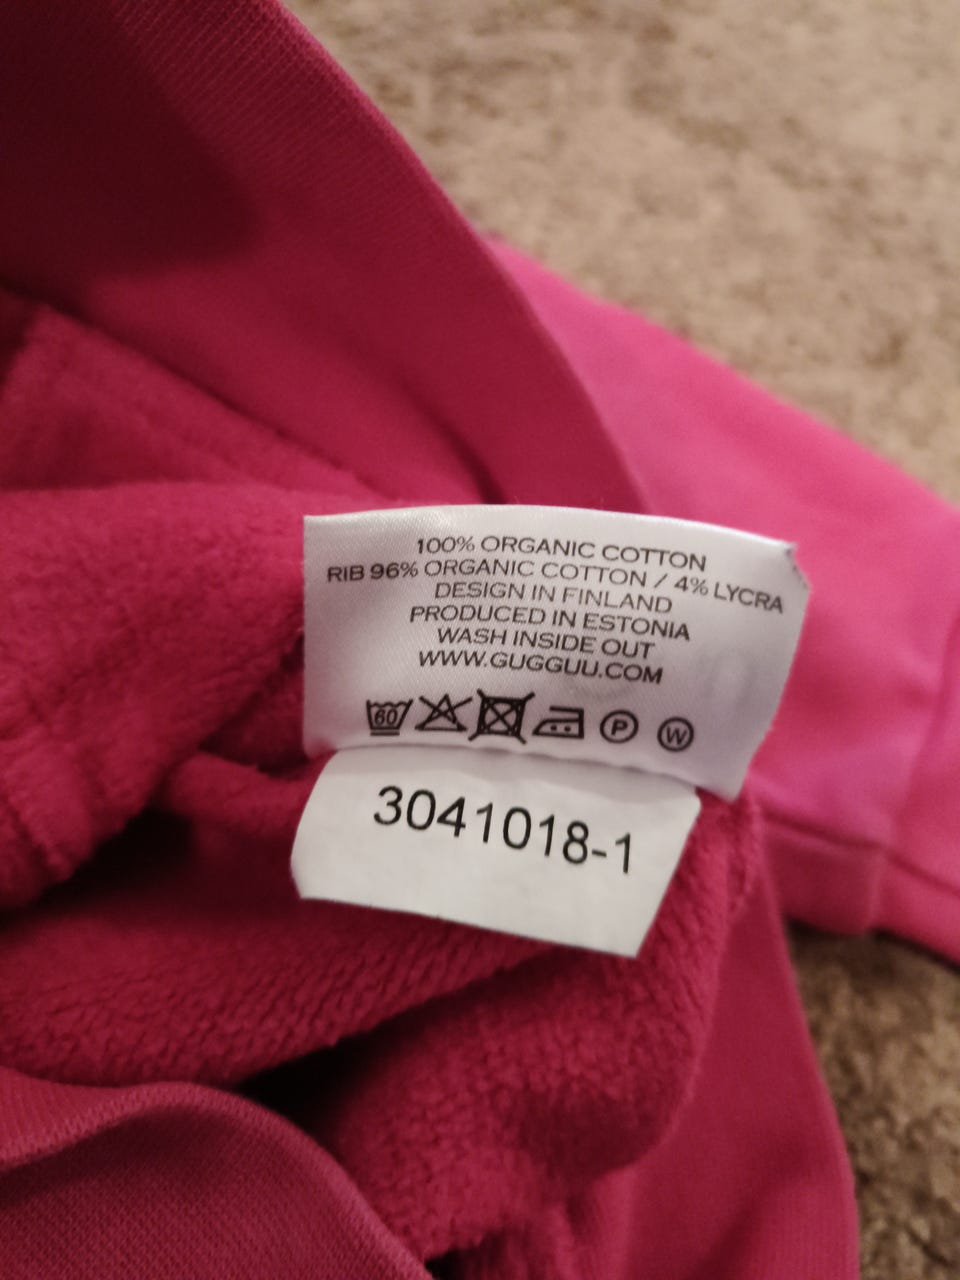 100% ORGANIC COTTON
RIB 96% ORGANIC COTTON / 4% LYCRA
DESIGN IN FINLAND
PRODUCED IN ESTONIA
WASH INSIDE OUT
WWW.GUGGUU.COM
60 P W
3041018-1